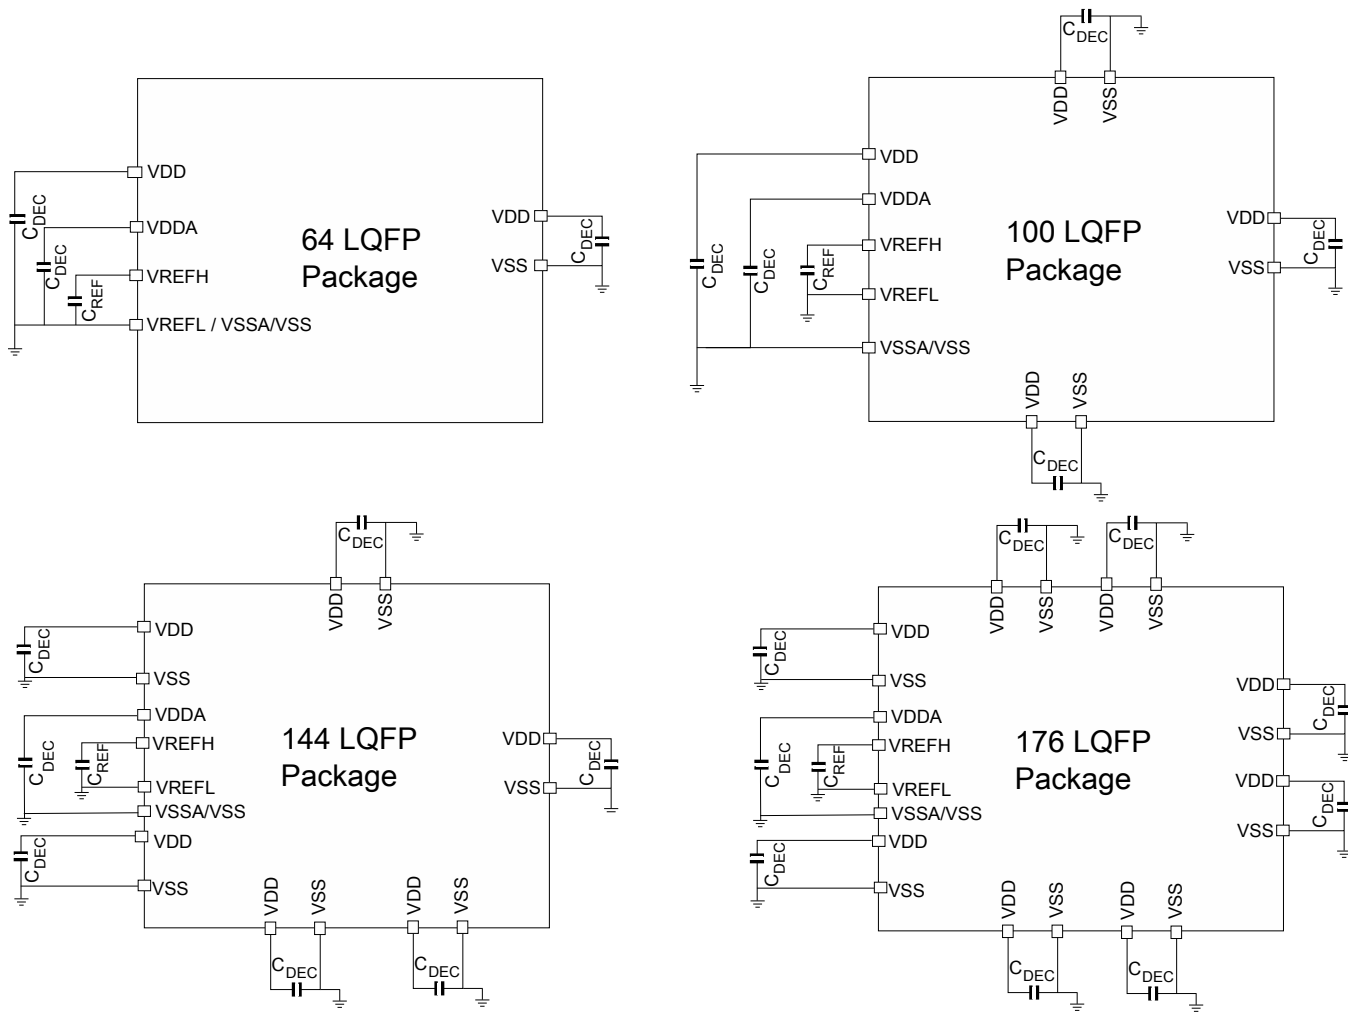 VDD
VDDA
VREFH
VREFL / VSSA/VSS
CDEC
CDEC
CREF
64 LQFP
Package
VDD
VSS
CDEC
CDEC
VDD
VSS
VDD
VDDA
VREFH
VREFL
VSSA/VSS
CDEC
CDEC
CREF
100 LQFP
Package
VDD
VSS
CDEC
VDD
VSS
CDEC
CDEC
VDD
VSS
VDD
VSS
VDDA
VREFH
VREFL
VSSA/VSS
VDD
VSS
CDEC
CDEC
CREF
CDEC
144 LQFP
Package
VDD
VSS
CDEC
VDD
VSS
VDD
VSS
CDEC
CDEC
CDEC
CDEC
VDD
VSS
VDD
VSS
VDD
VSS
VDDA
VREFH
VREFL
VSSA/VSS
VDD
VSS
CDEC
CDEC
CREF
CDEC
176 LQFP
Package
VDD
VSS
VDD
VSS
CDEC
CDEC
VDD
VSS
VDD
VSS
CDEC
CDEC